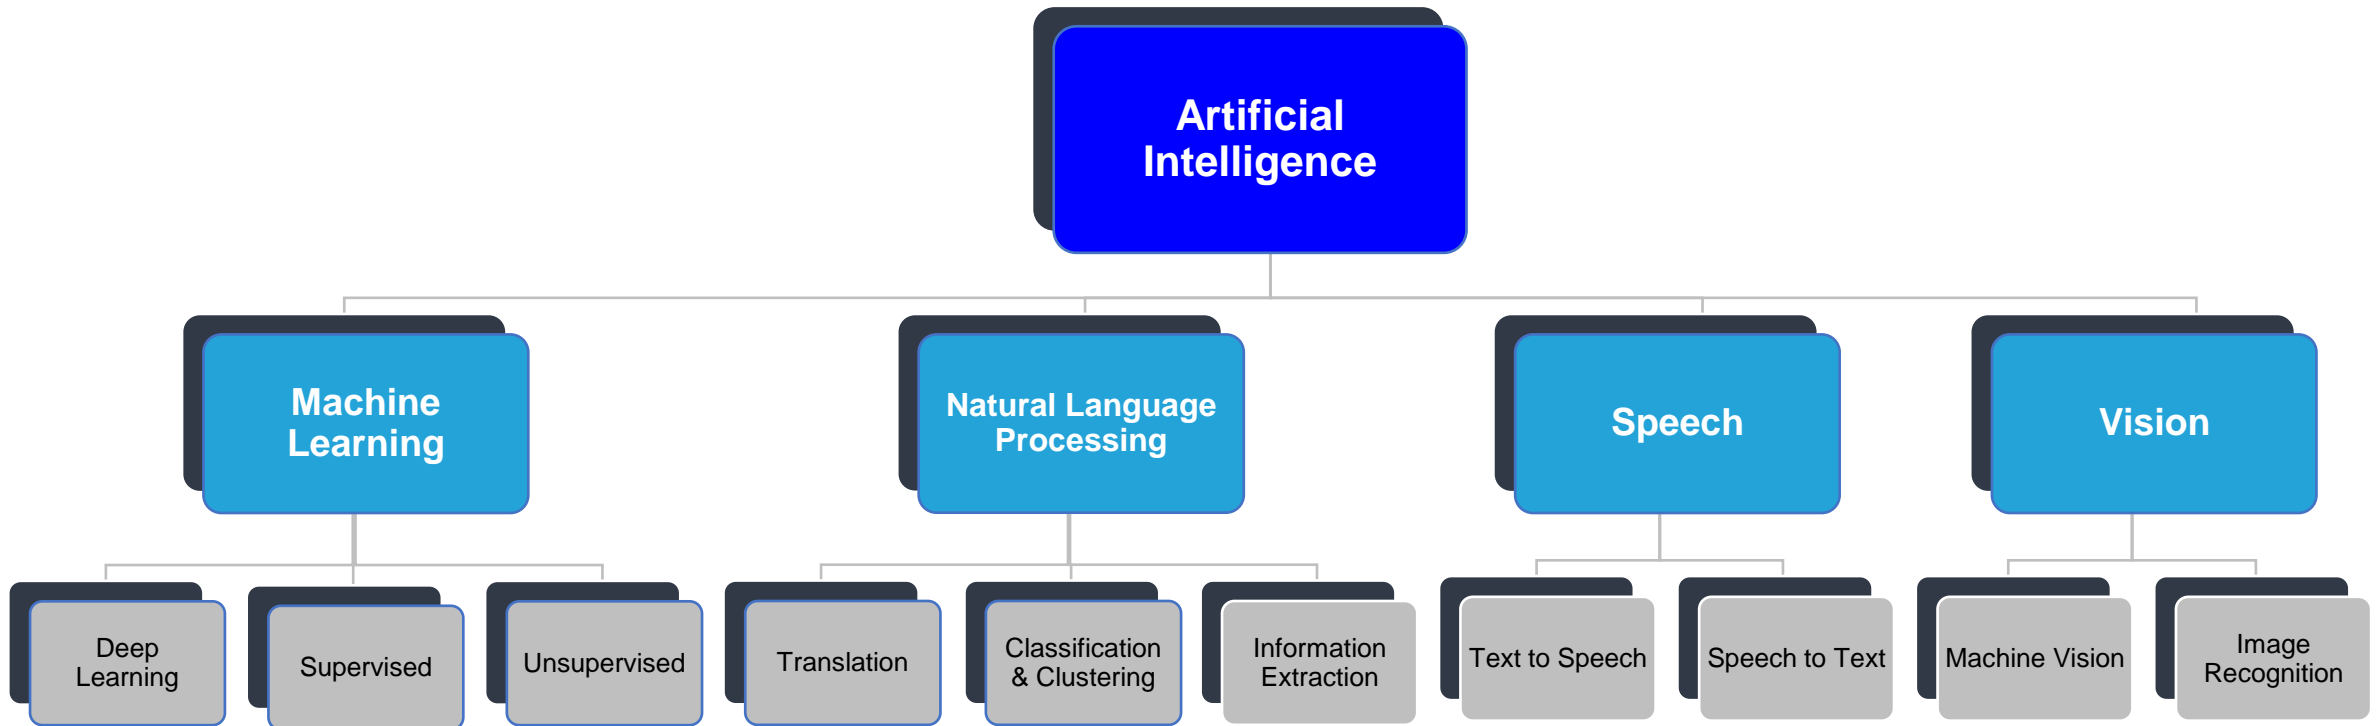 Artificial
Intelligence
Machine
Learning
Natural Language
Processing
Speech
Vision
Deep
Learning
Supervised
Unsupervised
Translation
Classification
& Clustering
Information
Extraction
Text to Speech
Speech to Text
Machine Vision
Image
Recognition